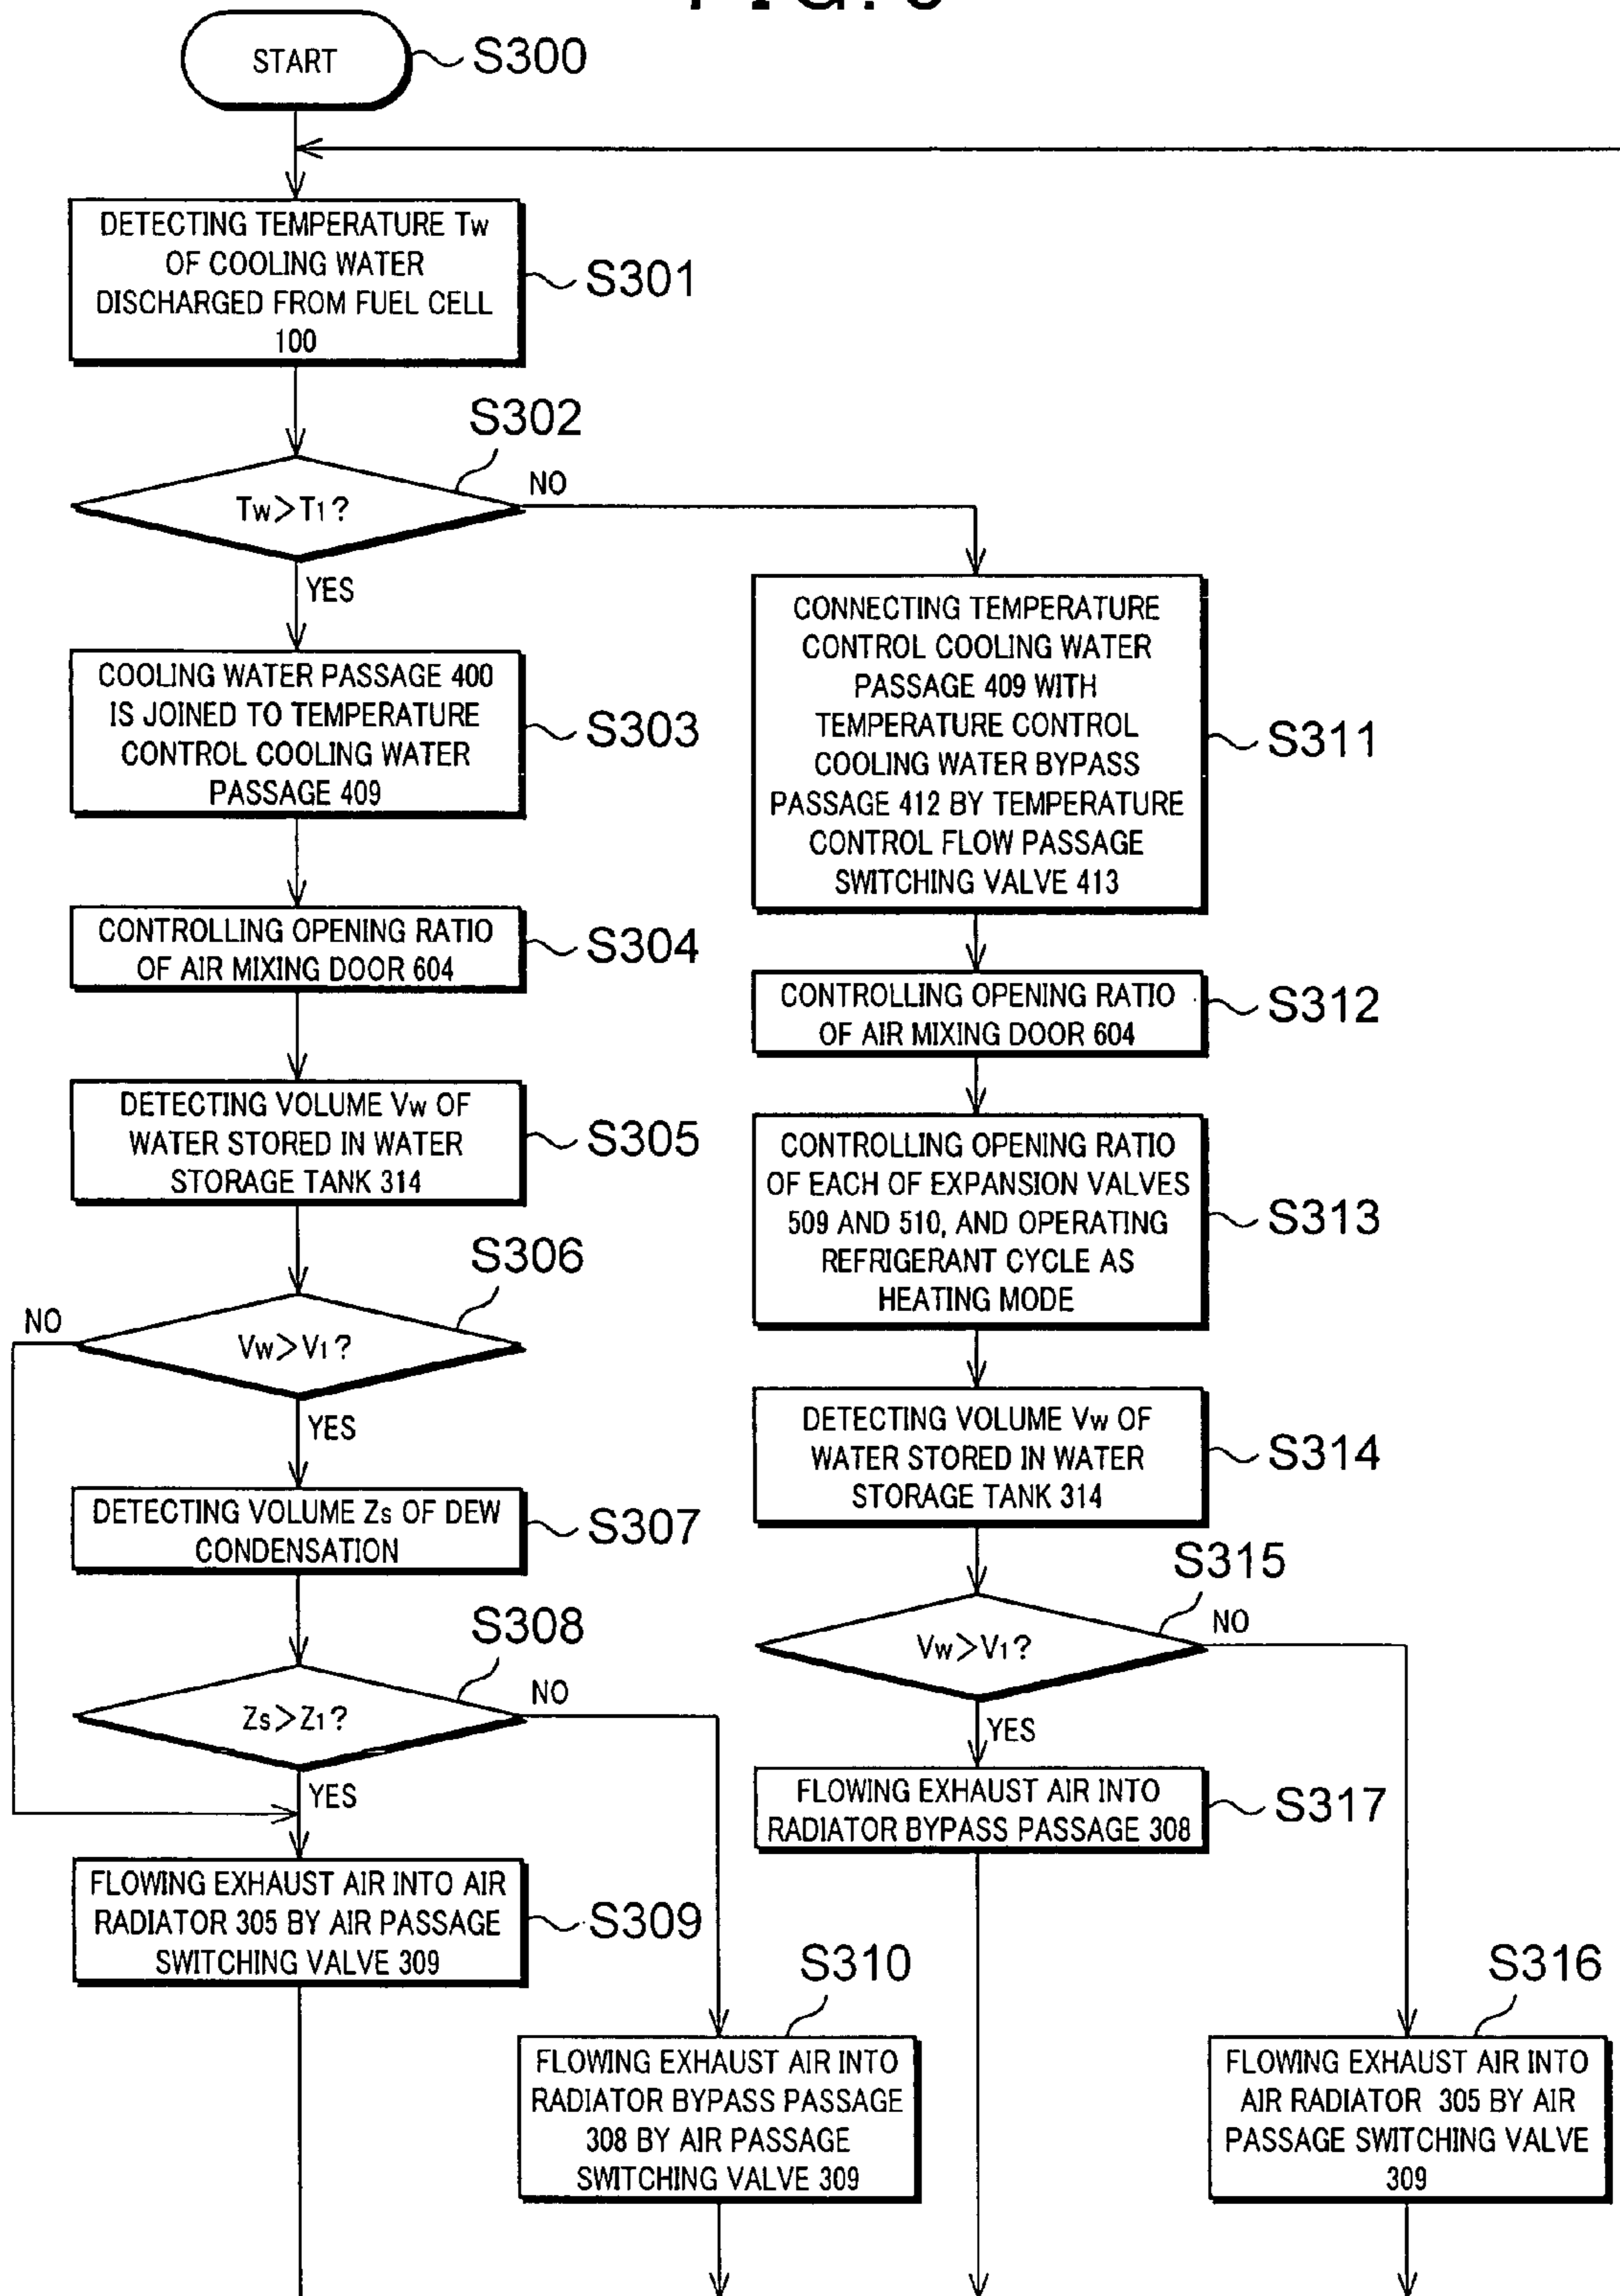 START
S300
DETECTING TEMPERATURE Tw
OF COOLING WATER
DISCHARGED FROM FUEL CELL
100
S301
S302
Tw>T1?
NO
YES
COOLING WATER PASSAGE 400
IS JOINED TO TEMPERATURE
CONTROL COOLING WATER
PASSAGE 409
S303
CONTROLLING OPENING RATIO
OF AIR MIXING DOOR 604
S304
DETECTING VOLUME Vw OF
WATER STORED IN WATER
STORAGE TANK 314
S305
S306
NO
Vw>V1?
YES
DETECTING VOLUME Zs OF DEW
CONDENSATION
S307
S308
Zs>Z1?
NO
YES
FLOWING EXHAUST AIR INTO AIR
RADIATOR 305 BY AIR PASSAGE
SWITCHING VALVE 309
S309
S310
FLOWING EXHAUST AIR INTO
RADIATOR BYPASS PASSAGE
308 BY AIR PASSAGE
SWITCHING VALVE 309
CONNECTING TEMPERATURE
CONTROL COOLING WATER
PASSAGE 409 WITH
TEMPERATURE CONTROL
COOLING WATER BYPASS
PASSAGE 412 BY TEMPERATURE
CONTROL FLOW PASSAGE
SWITCHING VALVE 413
S311
CONTROLLING OPENING RATIO
OF AIR MIXING DOOR 604
S312
CONTROLLING OPENING RATIO
OF EACH OF EXPANSION VALVES
509 AND 510, AND OPERATING
REFRIGERANT CYCLE AS
HEATING MODE
S313
DETECTING VOLUME Vw OF
WATER STORED IN WATER
STORAGE TANK 314
S314
S315
Vw>V1?
NO
YES
FLOWING EXHAUST AIR INTO
RADIATOR BYPASS PASSAGE 308
S317
S316
FLOWING EXHAUST AIR INTO
AIR RADIATOR 305 BY AIR
PASSAGE SWITCHING VALVE
309